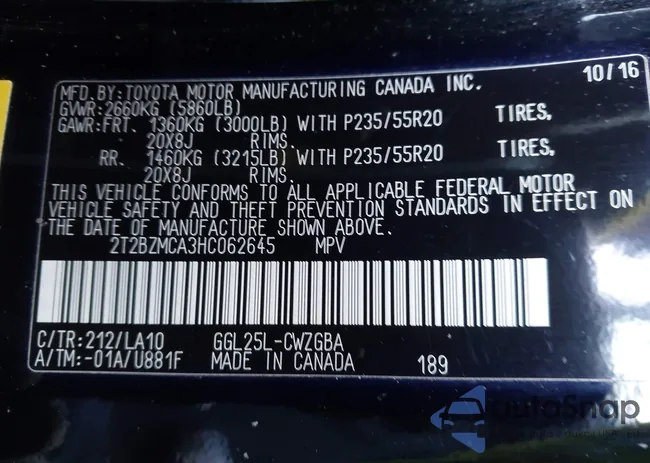 MFD. BY: TOYOTA MOTOR MANUFACTURING CANADA INC. 10/16
GVWR: 2660KG (5860LB)
GAWR: FRT. 1360KG (3000LB) WITH P235/55R20 TIRES,
20X8J RIMS.
RR. 1460KG (3215LB) WITH P235/55R20 TIRES,
20X8J RIMS.
THIS VEHICLE CONFORMS TO ALL APPLICABLE FEDERAL MOTOR
VEHICLE SAFETY AND THEFT PREVENTION STANDARDS IN EFFECT ON
THE DATE OF MANUFACTURE SHOWN ABOVE.
2T2BZMCA3HC062645 MPV
C/TR: 212/LA10 GGL25L-CWZGBA
A/TM: -01A/U881F MADE IN CANADA 189
AutoSnap